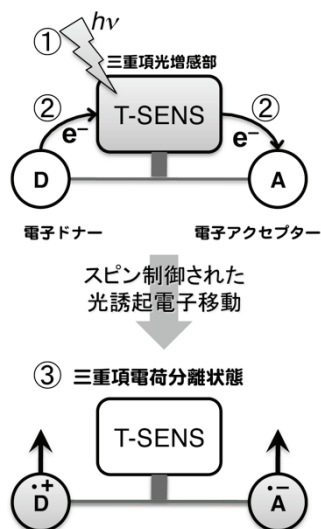 ① hν
三重項光増感部
② T-SENS ②
e⁻ e⁻
D A
電子ドナー 電子アクセプター
スピン制御された
光誘起電子移動
③ 三重項電荷分離状態
T-SENS
•+ •−
D A